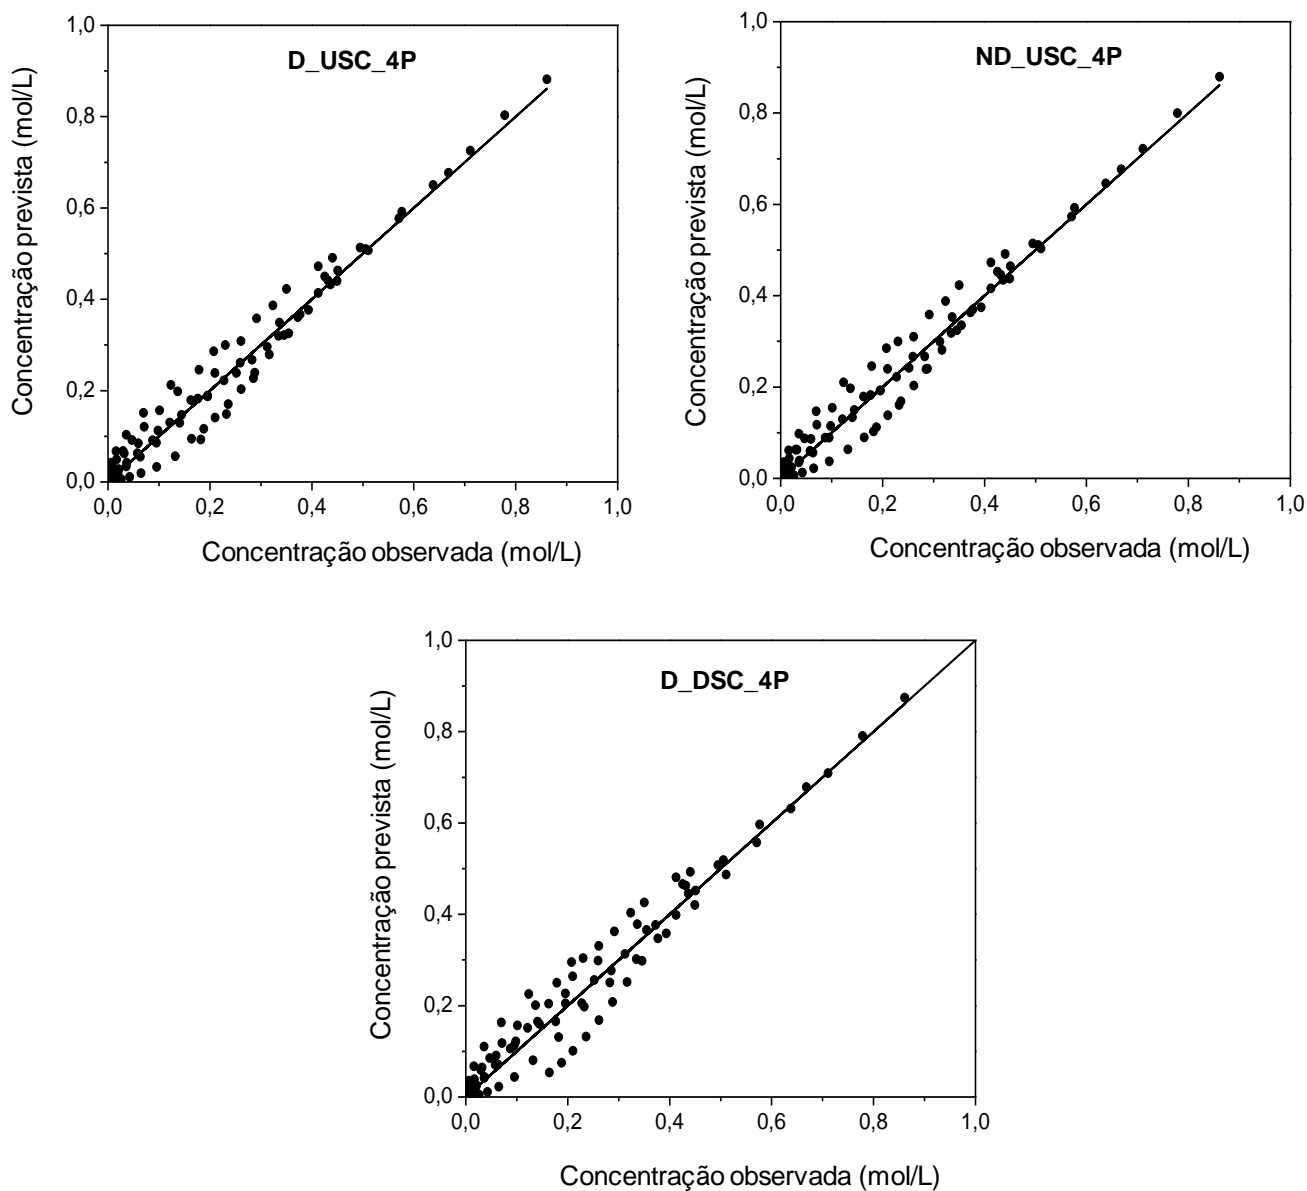 D_USC_4P
Concentração prevista (mol/L)
1,0
0,8
0,6
0,4
0,2
0,0
0,0 0,2 0,4 0,6 0,8 1,0
Concentração observada (mol/L)
ND_USC_4P
Concentração prevista (mol/L)
1,0
0,8
0,6
0,4
0,2
0,0
0,0 0,2 0,4 0,6 0,8 1,0
Concentração observada (mol/L)
D_DSC_4P
Concentração prevista (mol/L)
1,0
0,8
0,6
0,4
0,2
0,0
0,0 0,2 0,4 0,6 0,8 1,0
Concentração observada (mol/L)